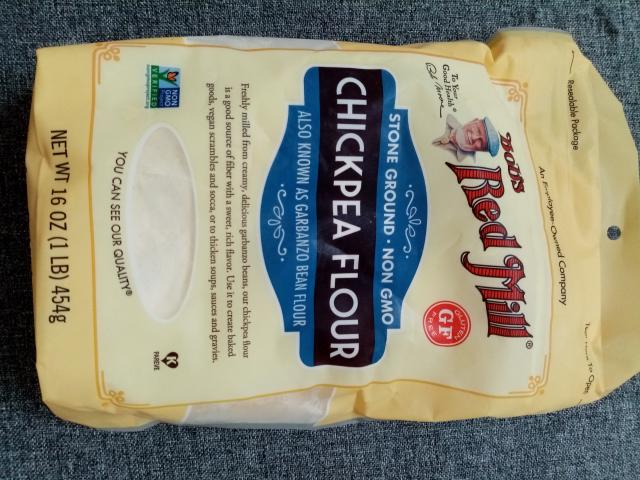 Resealable Package
An Employee-Owned Company
To Your
Good Health®
Bob's
Red Mill®
GLUTEN
GF
FREE
STONE GROUND • NON GMO
CHICKPEA FLOUR
ALSO KNOWN AS GARBANZO BEAN FLOUR
Freshly milled from creamy, delicious garbanzo beans, our chickpea flour
is a good source of fiber with a sweet, rich flavor. Use it to create baked
goods, vegan scrambles and socca, or to thicken soups, sauces and gravies.
NON
GMO
VERIFIED
YOU CAN SEE OUR QUALITY®
K
PAREVE
NET WT 16 OZ (1 LB) 454g